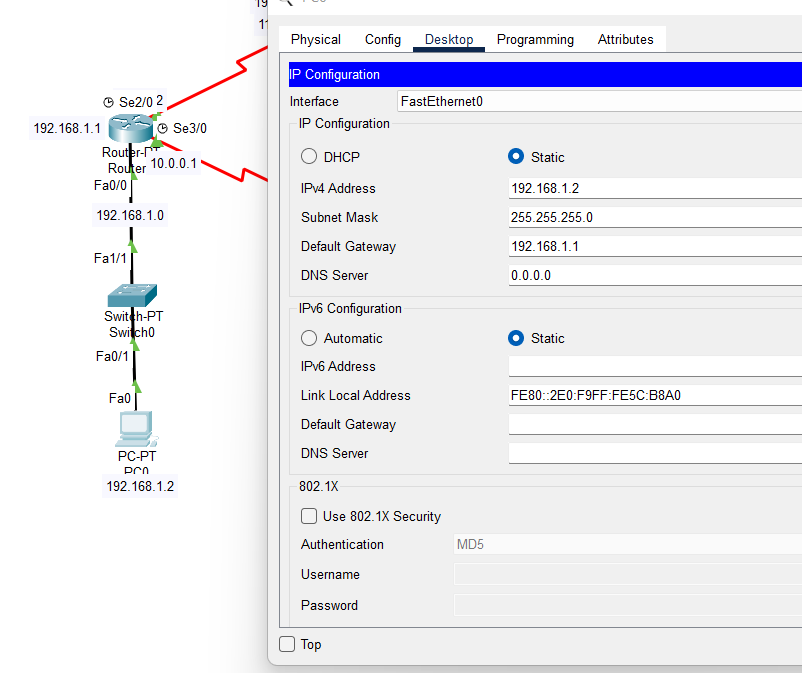 19
11
Se2/0 2
192.168.1.1
Se3/0
Router-PT
Router
10.0.0.1
Fa0/0
192.168.1.0
Fa1/1
Switch-PT
Switch0
Fa0/1
Fa0
PC-PT
PC0
192.168.1.2
Physical Config Desktop Programming Attributes
IP Configuration
Interface FastEthernet0
IP Configuration
DHCP Static
IPv4 Address 192.168.1.2
Subnet Mask 255.255.255.0
Default Gateway 192.168.1.1
DNS Server 0.0.0.0
IPv6 Configuration
Automatic Static
IPv6 Address
Link Local Address FE80::2E0:F9FF:FE5C:B8A0
Default Gateway
DNS Server
802.1X
Use 802.1X Security
Authentication MD5
Username
Password
Top